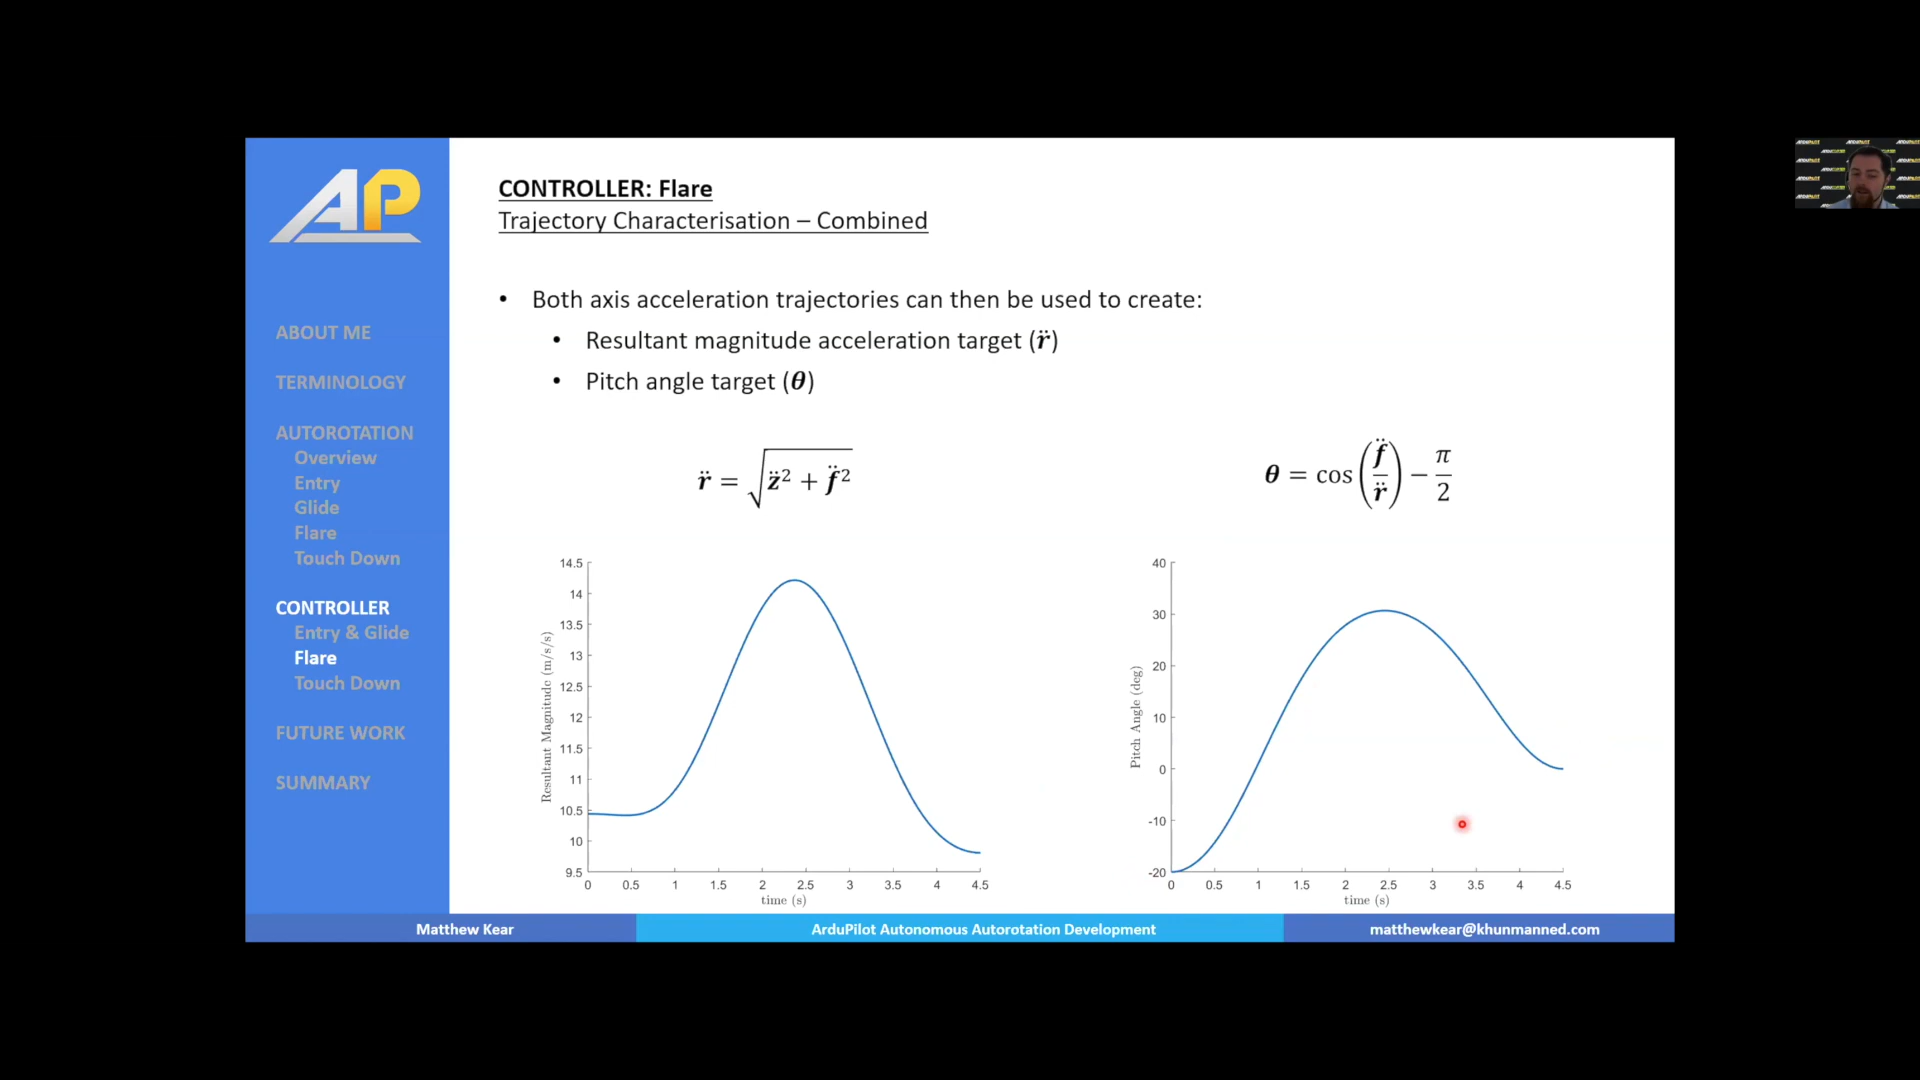 AP
ABOUT ME
TERMINOLOGY
AUTOROTATION
Overview
Entry
Glide
Flare
Touch Down
CONTROLLER
Entry & Glide
Flare
Touch Down
FUTURE WORK
SUMMARY
CONTROLLER: Flare
Trajectory Characterisation – Combined
• Both axis acceleration trajectories can then be used to create:
• Resultant magnitude acceleration target (r̈)
• Pitch angle target (θ)
r̈ = √(z̈² + f̈²)
θ = cos(f̈/r̈) − π/2
14.5
14
13.5
13
12.5
12
11.5
11
10.5
10
9.5
Resultant Magnitude (m/s/s)
0 0.5 1 1.5 2 2.5 3 3.5 4 4.5
time (s)
40
30
20
10
0
-10
-20
Pitch Angle (deg)
0 0.5 1 1.5 2 2.5 3 3.5 4 4.5
time (s)
Matthew Kear
ArduPilot Autonomous Autorotation Development
matthewkear@khunmanned.com